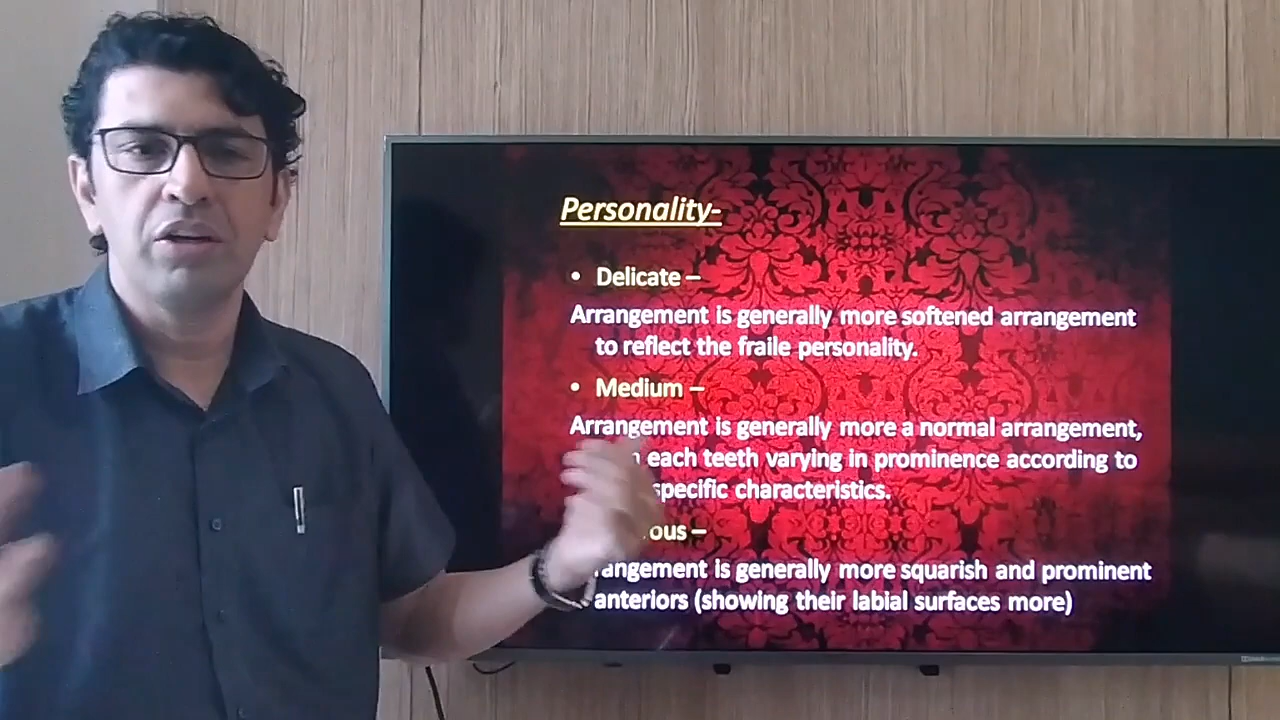 Personality-
• Delicate –
Arrangement is generally more softened arrangement
to reflect the fraile personality.
• Medium –
Arrangement is generally more a normal arrangement,
each teeth varying in prominence according to
specific characteristics.
ous –
rangement is generally more squarish and prominent
anteriors (showing their labial surfaces more)